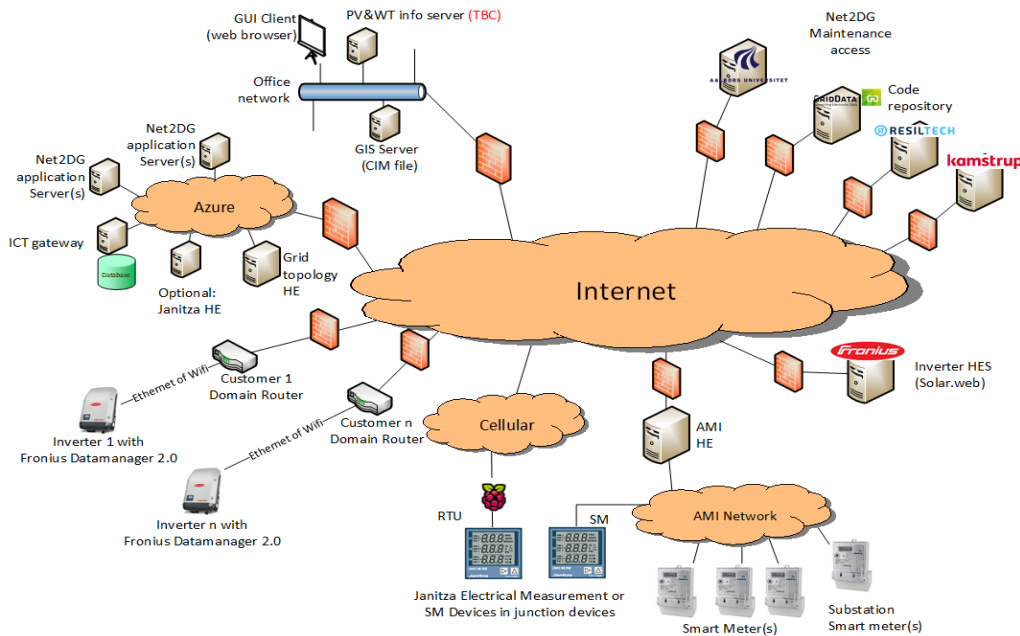 GUI Client
(web browser)
PV&WT info server (TBC)
Office
network
GIS Server
(CIM file)
Net2DG
Maintenance
access
AALBORG UNIVERSITET
GRIDDATA
GD
Code
repository
RESILTECH
kamstrup
Net2DG
application
Server(s)
Net2DG
application
Server(s)
Azure
ICT gateway
Database
Optional:
Janitza HE
Grid
topology
HE
Internet
Fronius
Inverter HES
(Solar.web)
Customer 1
Domain Router
Ethernet of Wifi
Inverter 1 with
Fronius Datamanager 2.0
Customer n
Domain Router
Ethernet of Wifi
Inverter n with
Fronius Datamanager 2.0
Cellular
RTU
AMI
HE
AMI Network
SM
Janitza Electrical Measurement or
SM Devices in junction devices
Smart Meter(s)
Substation
Smart meter(s)